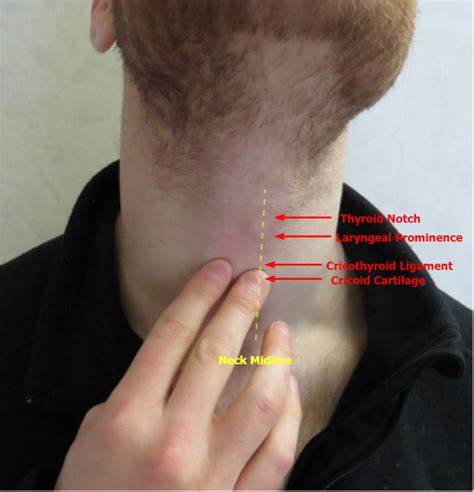 Thyroid Notch
Laryngeal Prominence
Cricothyroid Ligament
Cricoid Cartilage
Neck Midline